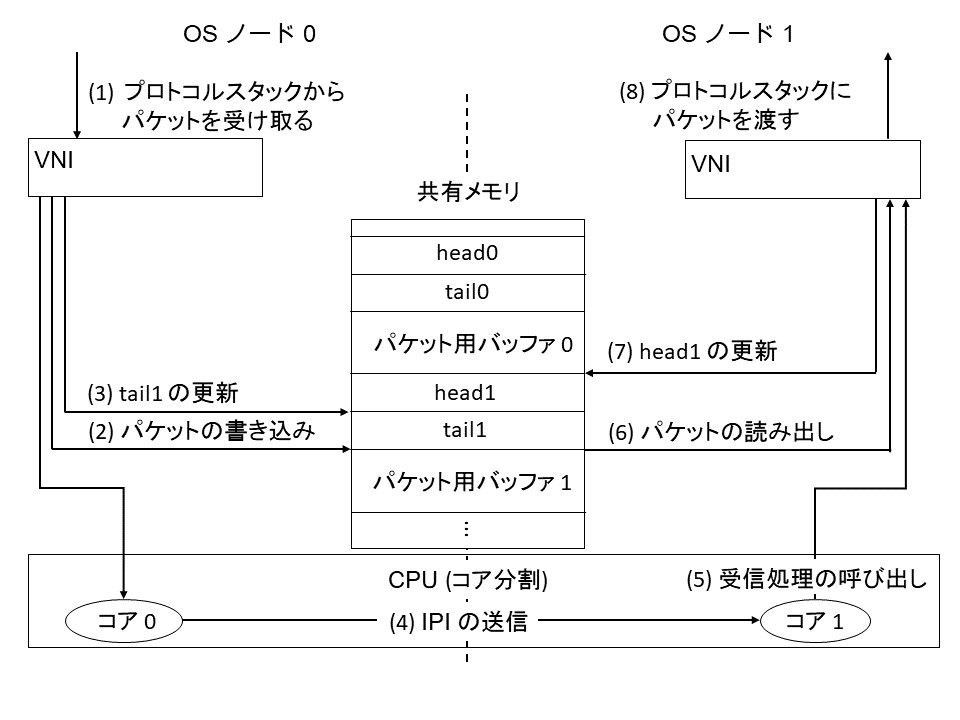 OS ノード 0
OS ノード 1
(1) プロトコルスタックから
パケットを受け取る
(8) プロトコルスタックに
パケットを渡す
VNI
VNI
共有メモリ
head0
tail0
パケット用バッファ 0
(7) head1 の更新
(3) tail1 の更新
head1
(2) パケットの書き込み
tail1
(6) パケットの読み出し
パケット用バッファ 1
⋮
CPU (コア分割)
(5) 受信処理の呼び出し
コア 0
(4) IPI の送信
コア 1